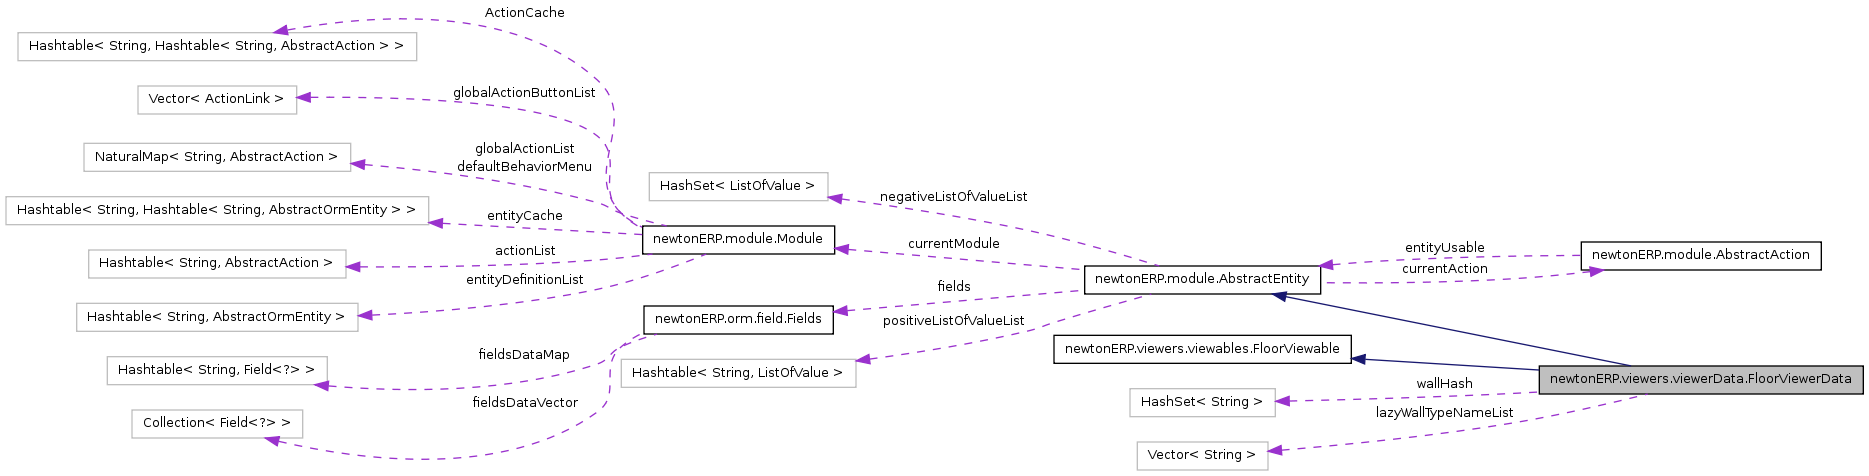 ActionCache
Hashtable< String, Hashtable< String, AbstractAction > >
globalActionButtonList
Vector< ActionLink >
globalActionList
defaultBehaviorMenu
NaturalMap< String, AbstractAction >
HashSet< ListOfValue >
negativeListOfValueList
Hashtable< String, Hashtable< String, AbstractOrmEntity > >
entityCache
newtonERP.module.Module
currentModule
entityUsable
newtonERP.module.AbstractAction
actionList
Hashtable< String, AbstractAction >
currentAction
entityDefinitionList
newtonERP.module.AbstractEntity
fields
Hashtable< String, AbstractOrmEntity >
newtonERP.orm.field.Fields
positiveListOfValueList
newtonERP.viewers.viewables.FloorViewable
fieldsDataMap
Hashtable< String, Field<?> >
Hashtable< String, ListOfValue >
newtonERP.viewers.viewerData.FloorViewerData
wallHash
fieldsDataVector
HashSet< String >
lazyWallTypeNameList
Collection< Field<?> >
Vector< String >